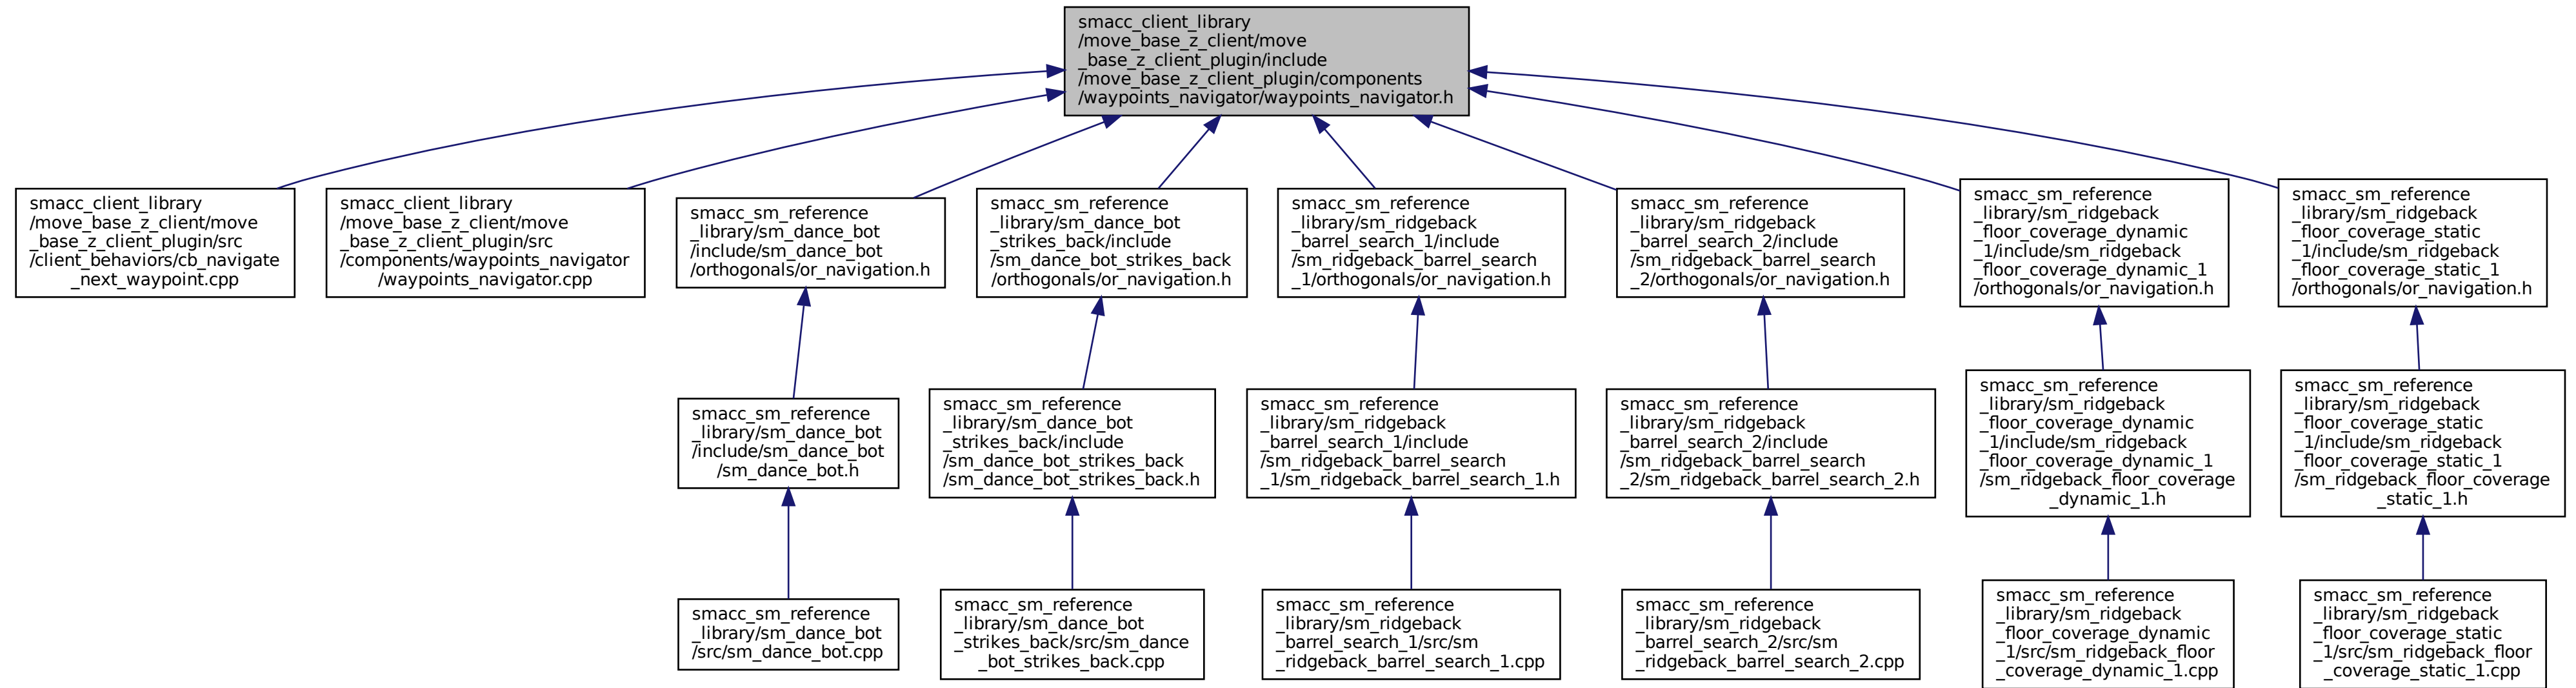 smacc_client_library
/move_base_z_client/move
_base_z_client_plugin/include
/move_base_z_client_plugin/components
/waypoints_navigator/waypoints_navigator.h
smacc_client_library
/move_base_z_client/move
_base_z_client_plugin/src
/client_behaviors/cb_navigate
_next_waypoint.cpp
smacc_client_library
/move_base_z_client/move
_base_z_client_plugin/src
/components/waypoints_navigator
/waypoints_navigator.cpp
smacc_sm_reference
_library/sm_dance_bot
/include/sm_dance_bot
/orthogonals/or_navigation.h
smacc_sm_reference
_library/sm_dance_bot
_strikes_back/include
/sm_dance_bot_strikes_back
/orthogonals/or_navigation.h
smacc_sm_reference
_library/sm_ridgeback
_barrel_search_1/include
/sm_ridgeback_barrel_search
_1/orthogonals/or_navigation.h
smacc_sm_reference
_library/sm_ridgeback
_barrel_search_2/include
/sm_ridgeback_barrel_search
_2/orthogonals/or_navigation.h
smacc_sm_reference
_library/sm_ridgeback
_floor_coverage_dynamic
_1/include/sm_ridgeback
_floor_coverage_dynamic_1
/orthogonals/or_navigation.h
smacc_sm_reference
_library/sm_ridgeback
_floor_coverage_static
_1/include/sm_ridgeback
_floor_coverage_static_1
/orthogonals/or_navigation.h
smacc_sm_reference
_library/sm_dance_bot
/include/sm_dance_bot
/sm_dance_bot.h
smacc_sm_reference
_library/sm_dance_bot
_strikes_back/include
/sm_dance_bot_strikes_back
/sm_dance_bot_strikes_back.h
smacc_sm_reference
_library/sm_ridgeback
_barrel_search_1/include
/sm_ridgeback_barrel_search
_1/sm_ridgeback_barrel_search_1.h
smacc_sm_reference
_library/sm_ridgeback
_barrel_search_2/include
/sm_ridgeback_barrel_search
_2/sm_ridgeback_barrel_search_2.h
smacc_sm_reference
_library/sm_ridgeback
_floor_coverage_dynamic
_1/include/sm_ridgeback
_floor_coverage_dynamic_1
/sm_ridgeback_floor_coverage
_dynamic_1.h
smacc_sm_reference
_library/sm_ridgeback
_floor_coverage_static
_1/include/sm_ridgeback
_floor_coverage_static_1
/sm_ridgeback_floor_coverage
_static_1.h
smacc_sm_reference
_library/sm_dance_bot
/src/sm_dance_bot.cpp
smacc_sm_reference
_library/sm_dance_bot
_strikes_back/src/sm_dance
_bot_strikes_back.cpp
smacc_sm_reference
_library/sm_ridgeback
_barrel_search_1/src/sm
_ridgeback_barrel_search_1.cpp
smacc_sm_reference
_library/sm_ridgeback
_barrel_search_2/src/sm
_ridgeback_barrel_search_2.cpp
smacc_sm_reference
_library/sm_ridgeback
_floor_coverage_dynamic
_1/src/sm_ridgeback_floor
_coverage_dynamic_1.cpp
smacc_sm_reference
_library/sm_ridgeback
_floor_coverage_static
_1/src/sm_ridgeback_floor
_coverage_static_1.cpp